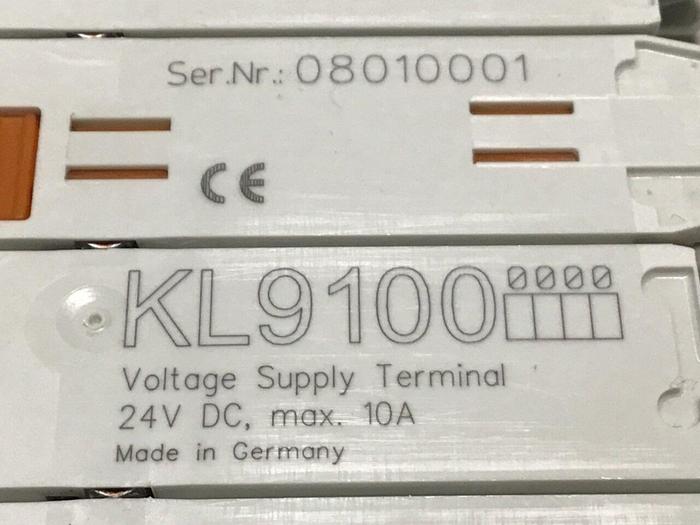 Ser.Nr.: 08010001
CE
KL9100 0000
Voltage Supply Terminal
24V DC, max. 10A
Made in Germany